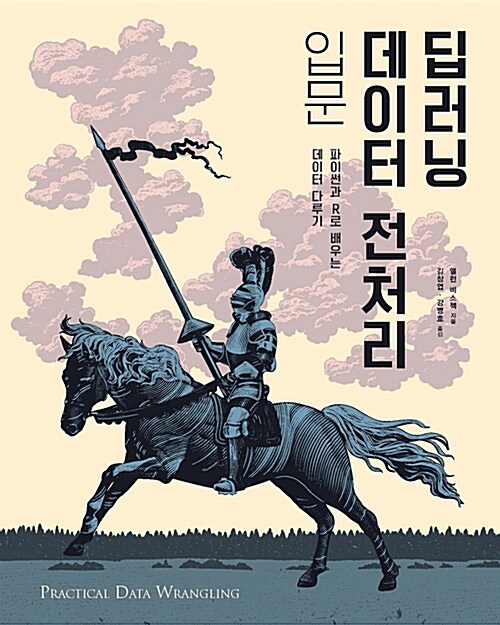 딥러닝
데이터 전처리
입문
파이썬과 R로 배우는
데이터 다루기
앨런 비스첵 지음
김창엽·강병호 옮김
PRACTICAL DATA WRANGLING